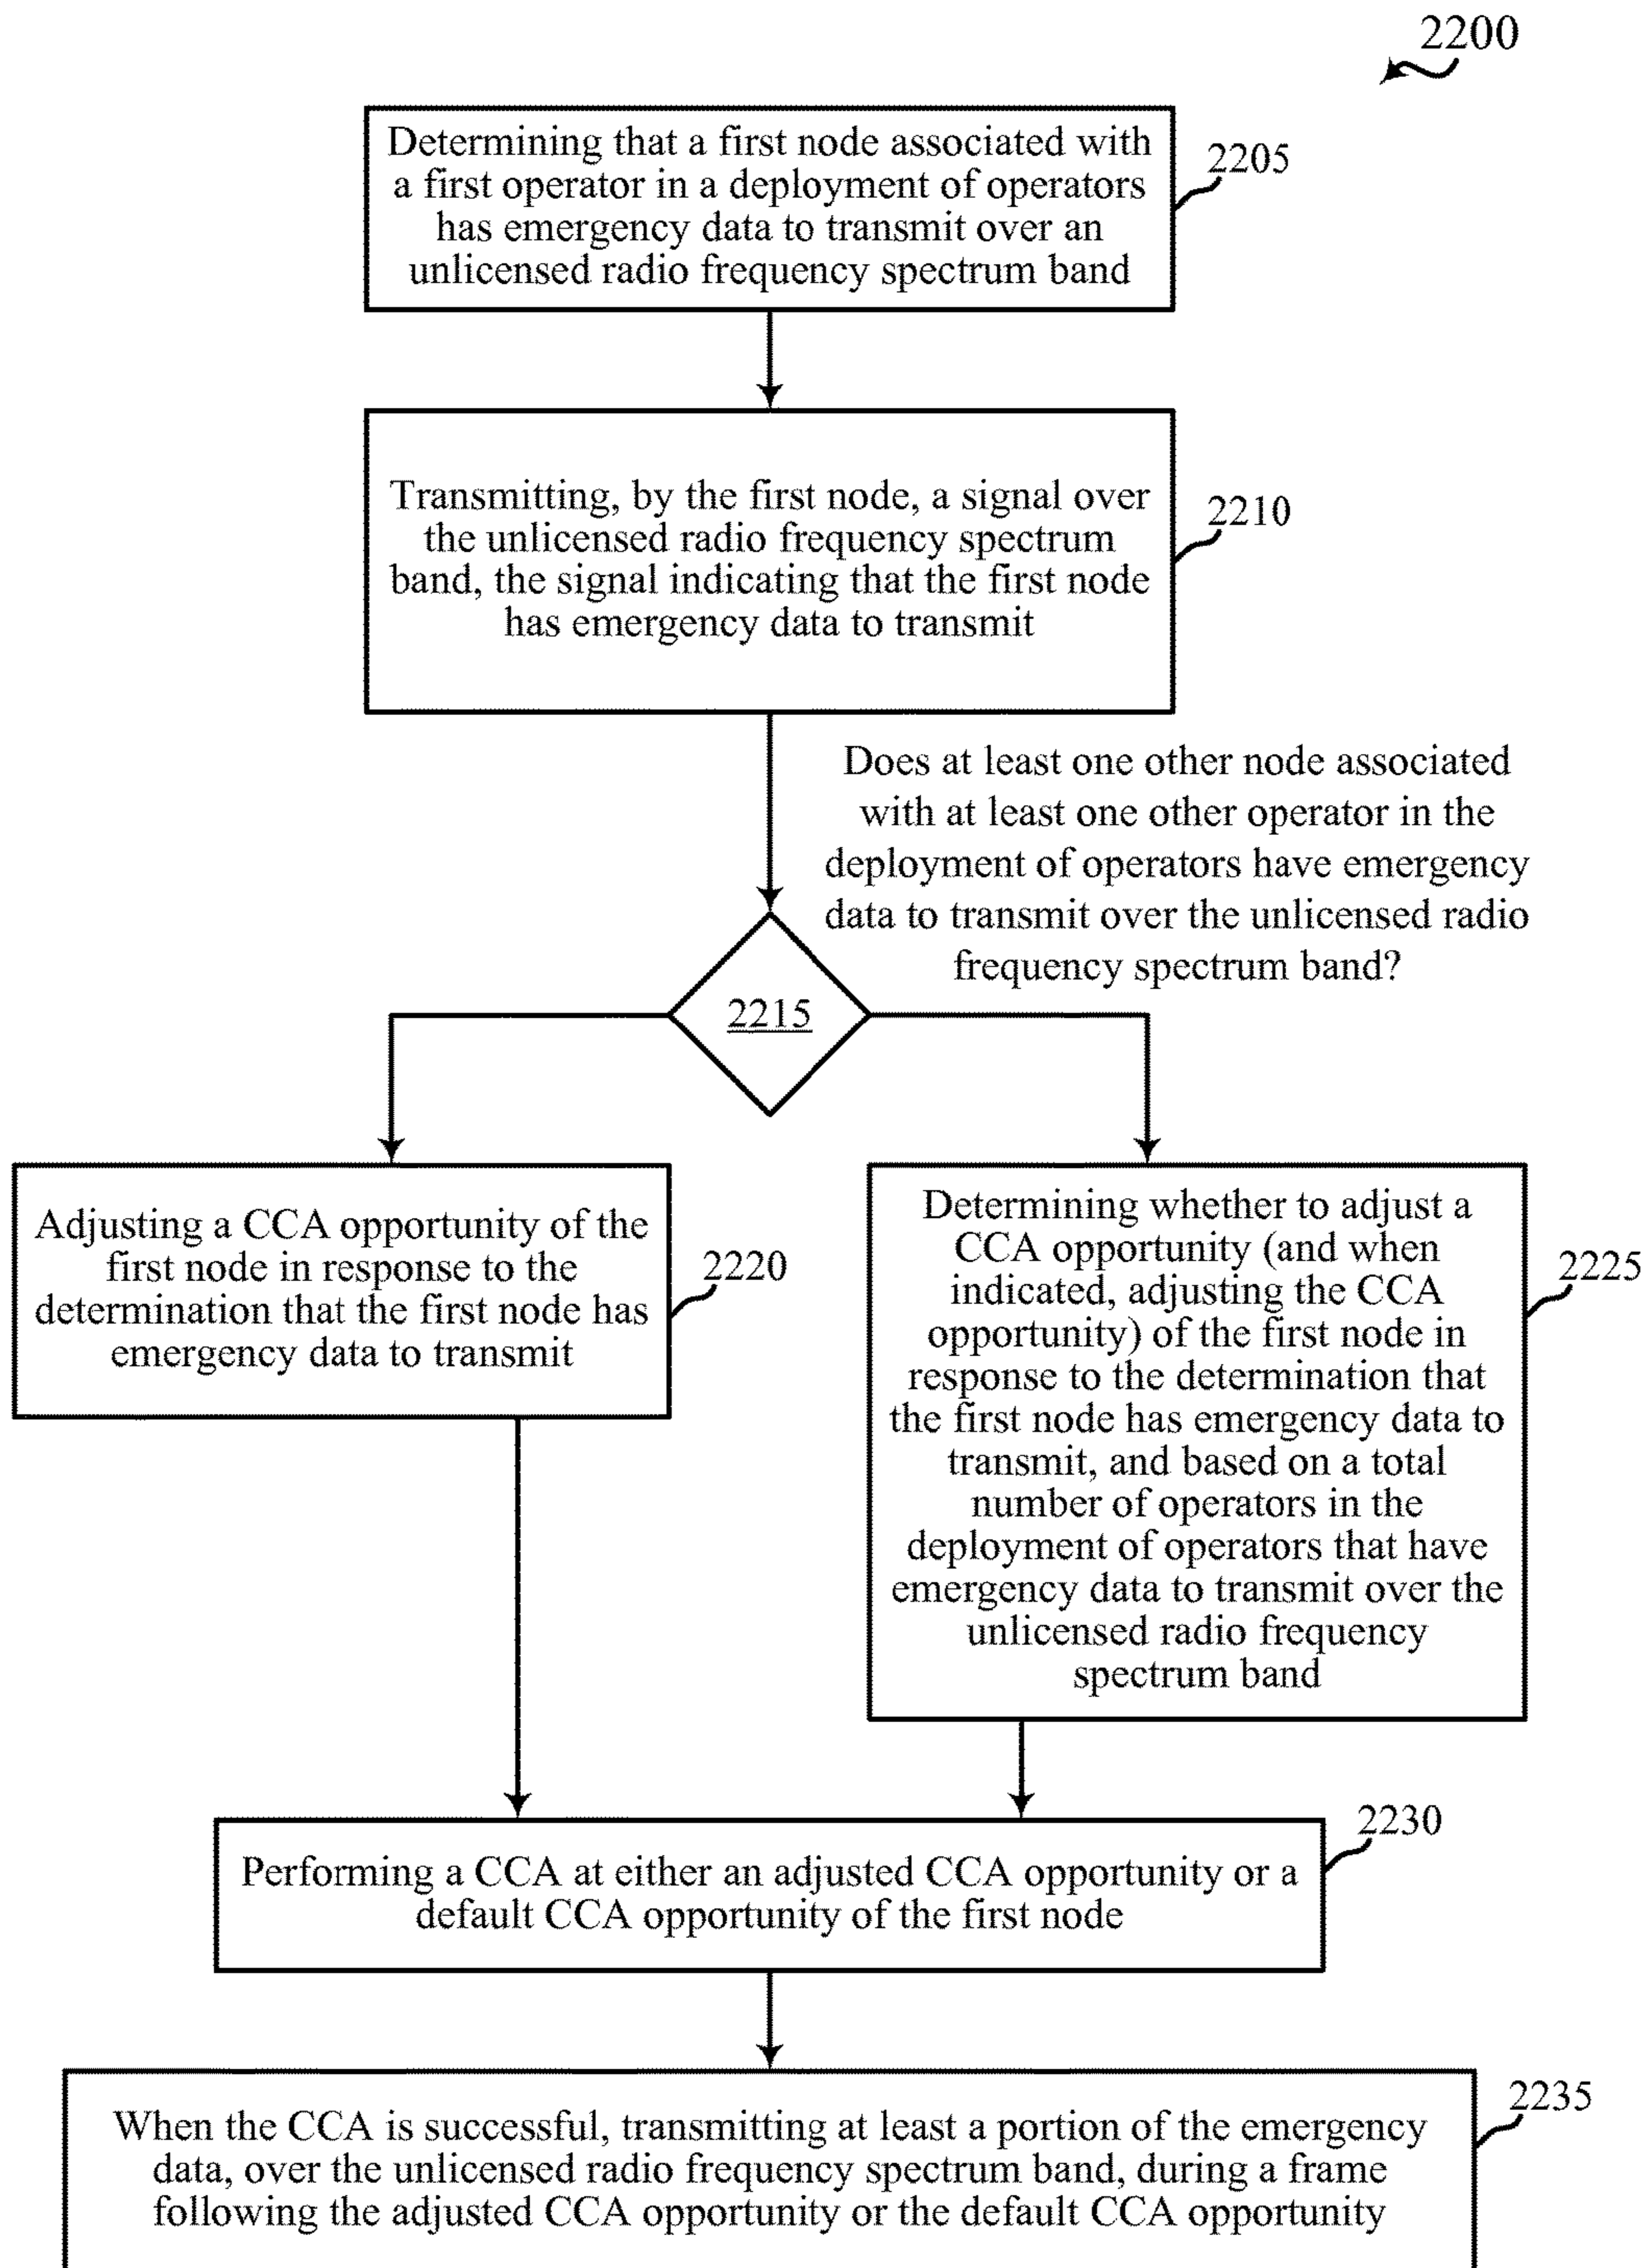 2200
Determining that a first node associated with
a first operator in a deployment of operators
has emergency data to transmit over an
unlicensed radio frequency spectrum band
2205
Transmitting, by the first node, a signal over
the unlicensed radio frequency spectrum
band, the signal indicating that the first node
has emergency data to transmit
2210
Does at least one other node associated
with at least one other operator in the
deployment of operators have emergency
data to transmit over the unlicensed radio
frequency spectrum band?
2215
Adjusting a CCA opportunity of the
first node in response to the
determination that the first node has
emergency data to transmit
2220
Determining whether to adjust a
CCA opportunity (and when
indicated, adjusting the CCA
opportunity) of the first node in
response to the determination that
the first node has emergency data to
transmit, and based on a total
number of operators in the
deployment of operators that have
emergency data to transmit over the
unlicensed radio frequency
spectrum band
2225
Performing a CCA at either an adjusted CCA opportunity or a
default CCA opportunity of the first node
2230
When the CCA is successful, transmitting at least a portion of the emergency
data, over the unlicensed radio frequency spectrum band, during a frame
following the adjusted CCA opportunity or the default CCA opportunity
2235